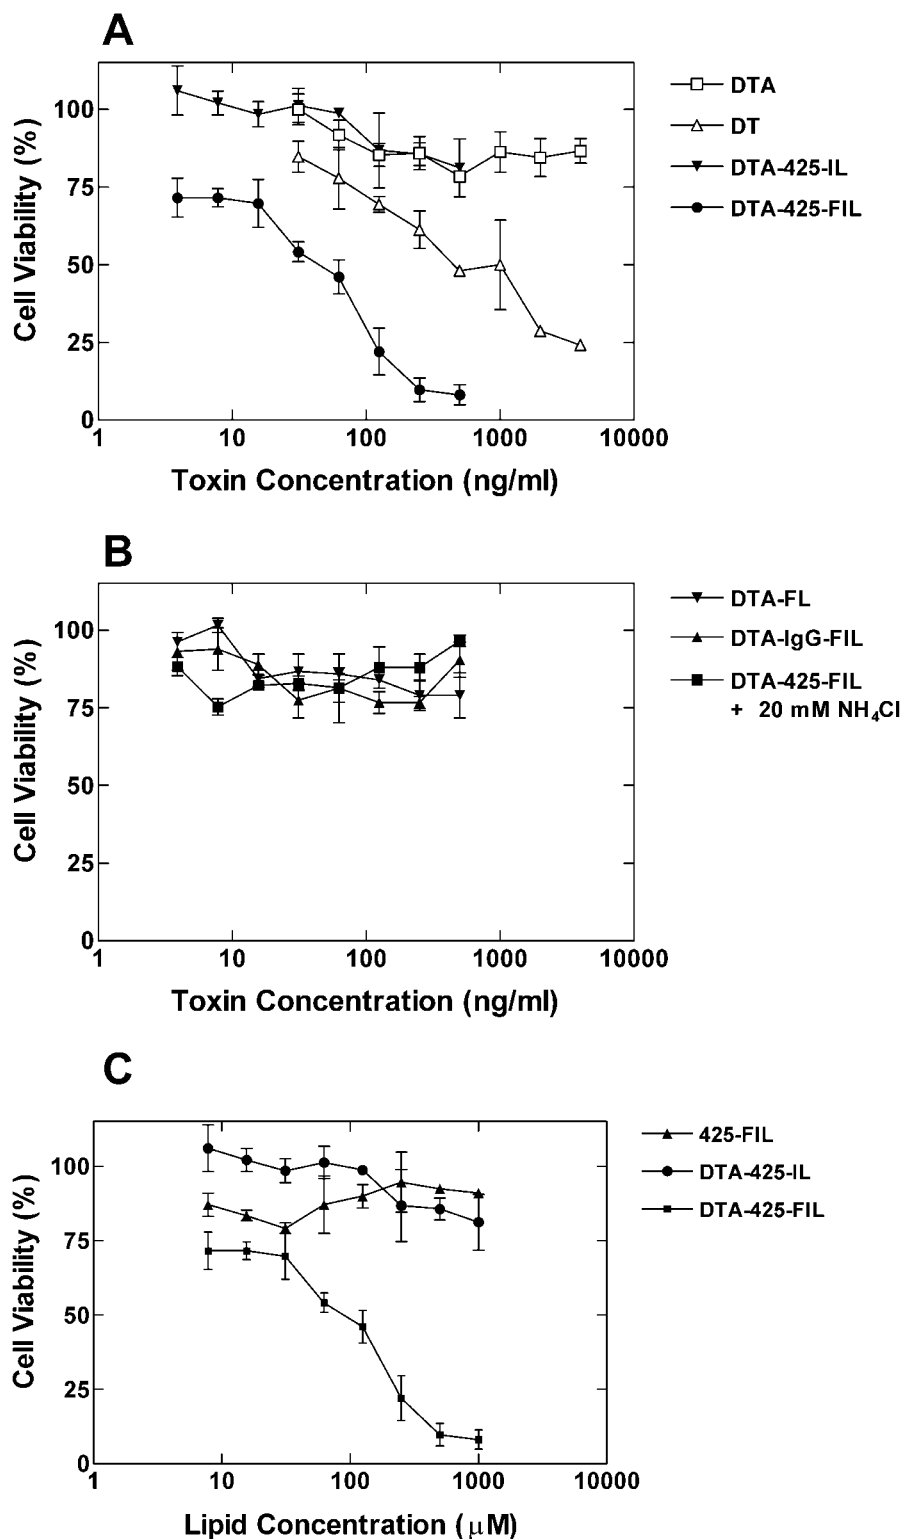 A
100
75
50
25
0
1 10 100 1000 10000
Cell Viability (%)
Toxin Concentration (ng/ml)
DTA
DT
DTA-425-IL
DTA-425-FIL
B
100
75
50
25
0
1 10 100 1000 10000
Cell Viability (%)
Toxin Concentration (ng/ml)
DTA-FL
DTA-IgG-FIL
DTA-425-FIL
+ 20 mM NH₄Cl
C
100
75
50
25
0
1 10 100 1000 10000
Cell Viability (%)
Lipid Concentration (μM)
425-FIL
DTA-425-IL
DTA-425-FIL